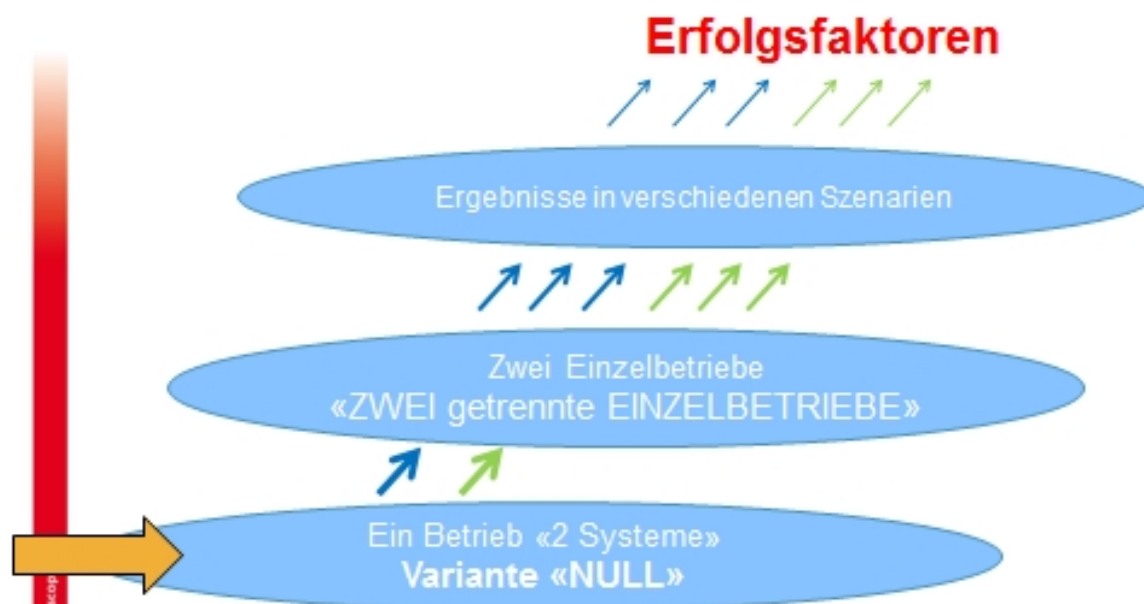 Erfolgsfaktoren
Ergebnisse in verschiedenen Szenarien
Zwei Einzelbetriebe
«ZWEI getrennte EINZELBETRIEBE»
Ein Betrieb «2 Systeme»
Variante «NULL»